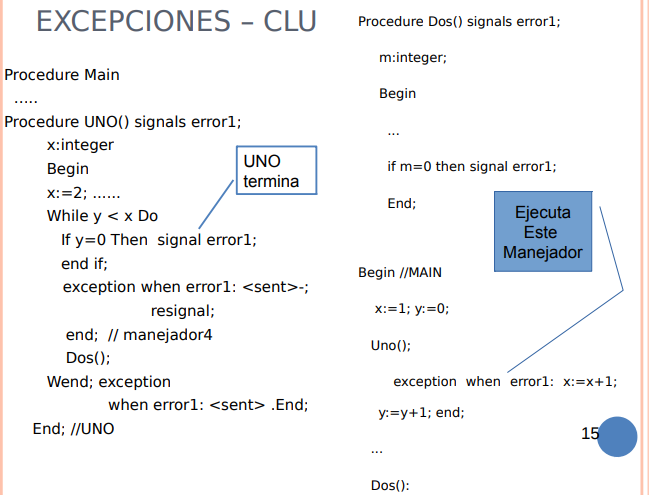 EXCEPCIONES – CLU
Procedure Main
.....
Procedure UNO() signals error1;
x:integer
Begin
x:=2; ......
While y < x Do
If y=0 Then signal error1;
end if;
exception when error1: <sent>-;
resignal;
end; // manejador4
Dos();
Wend; exception
when error1: <sent> .End;
End; //UNO
UNO
termina
Procedure Dos() signals error1;
m:integer;
Begin
...
if m=0 then signal error1;
End;
Ejecuta
Este
Manejador
Begin //MAIN
x:=1; y:=0;
Uno();
exception when error1: x:=x+1;
y:=y+1; end;
...
Dos():
15